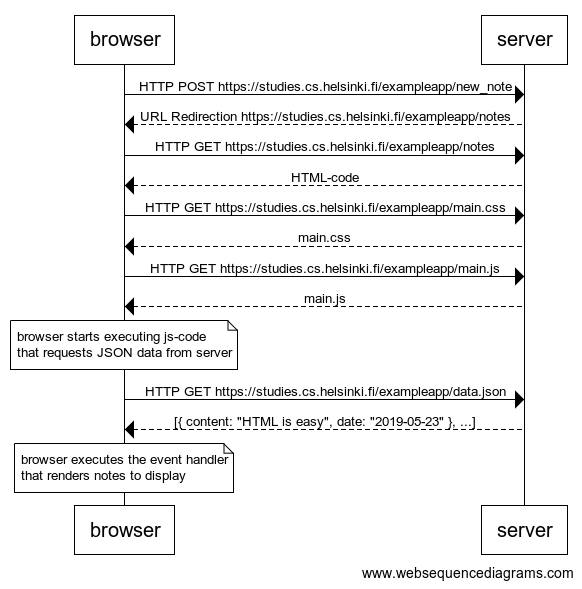 browser
server
HTTP POST https://studies.cs.helsinki.fi/exampleapp/new_note
URL Redirection https://studies.cs.helsinki.fi/exampleapp/notes
HTTP GET https://studies.cs.helsinki.fi/exampleapp/notes
HTML-code
HTTP GET https://studies.cs.helsinki.fi/exampleapp/main.css
main.css
HTTP GET https://studies.cs.helsinki.fi/exampleapp/main.js
main.js
browser starts executing js-code
that requests JSON data from server
HTTP GET https://studies.cs.helsinki.fi/exampleapp/data.json
[{ content: "HTML is easy", date: "2019-05-23" }, ...]
browser executes the event handler
that renders notes to display
browser
server
www.websequencediagrams.com